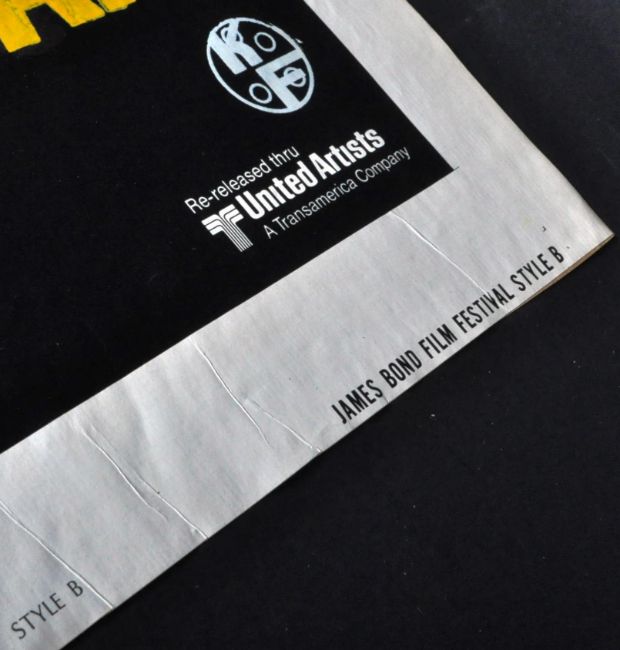 Re-released thru
United Artists
A Transamerica Company
JAMES BOND FILM FESTIVAL STYLE B
STYLE B